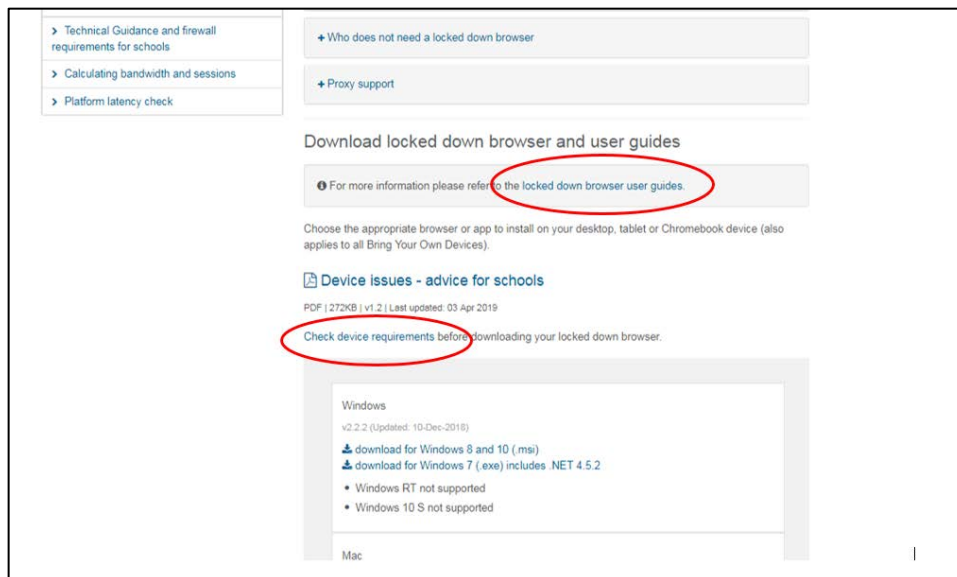 Technical Guidance and firewall
requirements for schools
Calculating bandwidth and sessions
Platform latency check
+ Who does not need a locked down browser
+ Proxy support
Download locked down browser and user guides
For more information please refer to the locked down browser user guides.
Choose the appropriate browser or app to install on your desktop, tablet or Chromebook device (also
applies to all Bring Your Own Devices).
Device issues - advice for schools
PDF | 272KB | v1.2 | Last updated: 03 Apr 2019
Check device requirements before downloading your locked down browser.
Windows
v2.2.2 (Updated: 10-Dec-2018)
download for Windows 8 and 10 (.msi)
download for Windows 7 (.exe) includes .NET 4.5.2
• Windows RT not supported
• Windows 10 S not supported
Mac